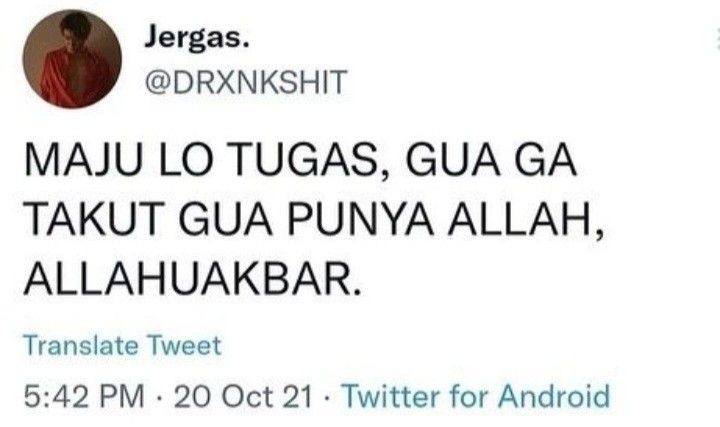 Jergas.
@DRXNKSHIT
MAJU LO TUGAS, GUA GA
TAKUT GUA PUNYA ALLAH,
ALLAHUAKBAR.
Translate Tweet
5:42 PM · 20 Oct 21 · Twitter for Android